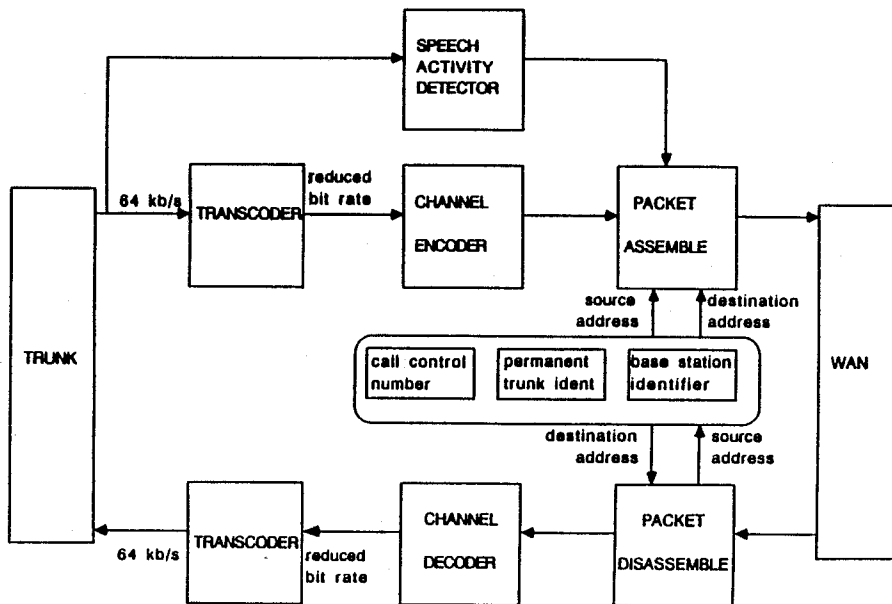 SPEECH
ACTIVITY
DETECTOR
64 kb/s
TRANSCODER
reduced
bit rate
CHANNEL
ENCODER
PACKET
ASSEMBLE
source
address
destination
address
TRUNK
call control
number
permanent
trunk ident
base station
identifier
WAN
destination
address
source
address
64 kb/s
TRANSCODER
reduced
bit rate
CHANNEL
DECODER
PACKET
DISASSEMBLE